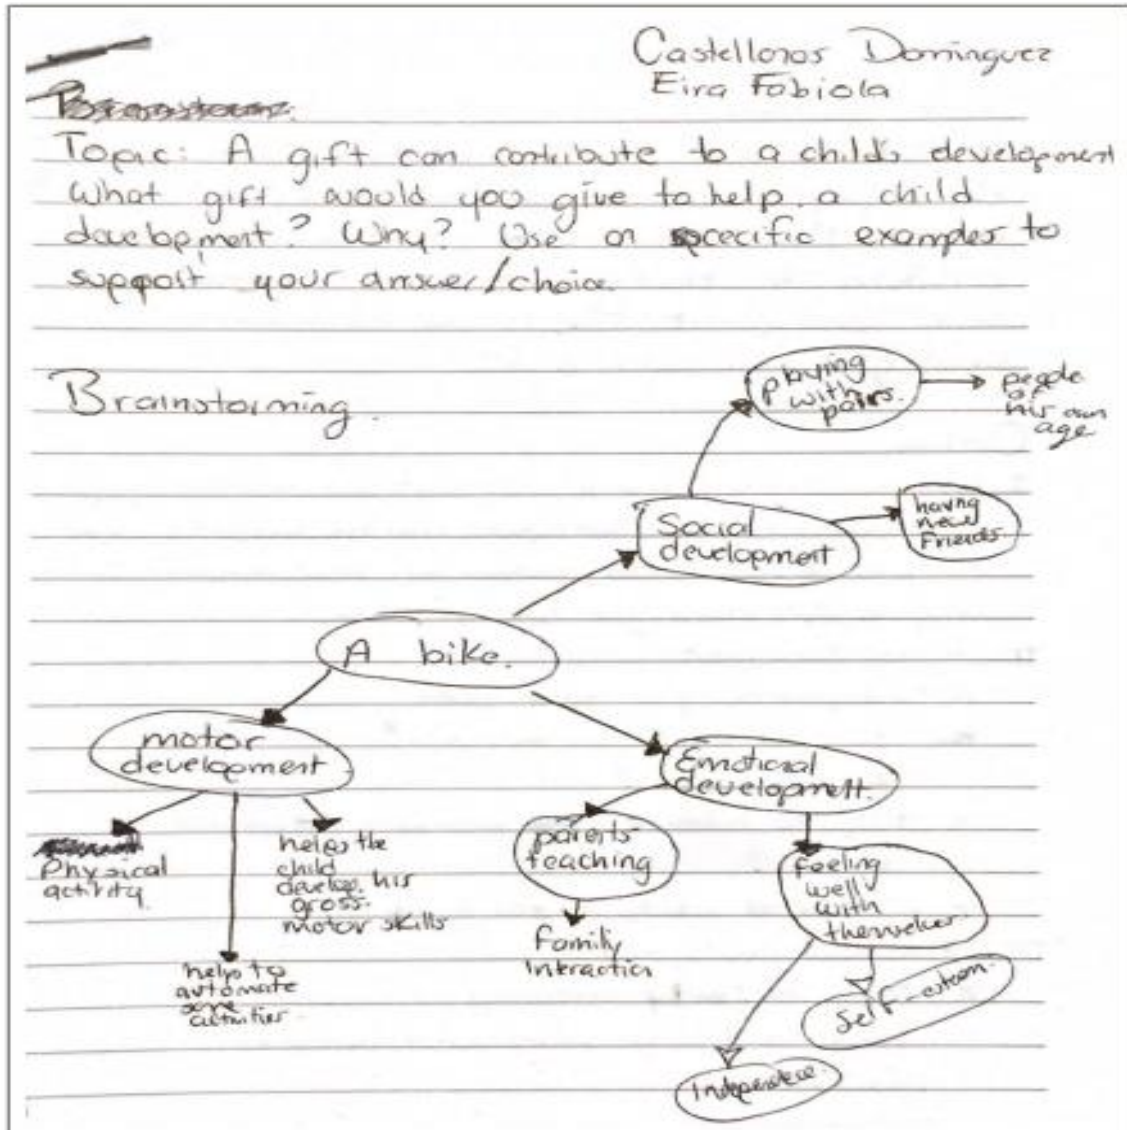 Castellanos Dominguez
Eira Fabiola
Topic: A gift can contribute to a child's development
What gift would you give to help a child
development? Why? Use on specific examples to
support your answer/choice.
Brainstorming.
playing
with
pairs.
people
of
his own
age
Social
development
having
new
Friends.
A bike.
motor
development
Physical
activity
helps to
automate
some
activities
helps the
child
develop his
gross-
motor skills
Emotional
development.
parents
teaching
Family
Interaction
Feeling
well
with
themselves
Self-esteem.
Independence.